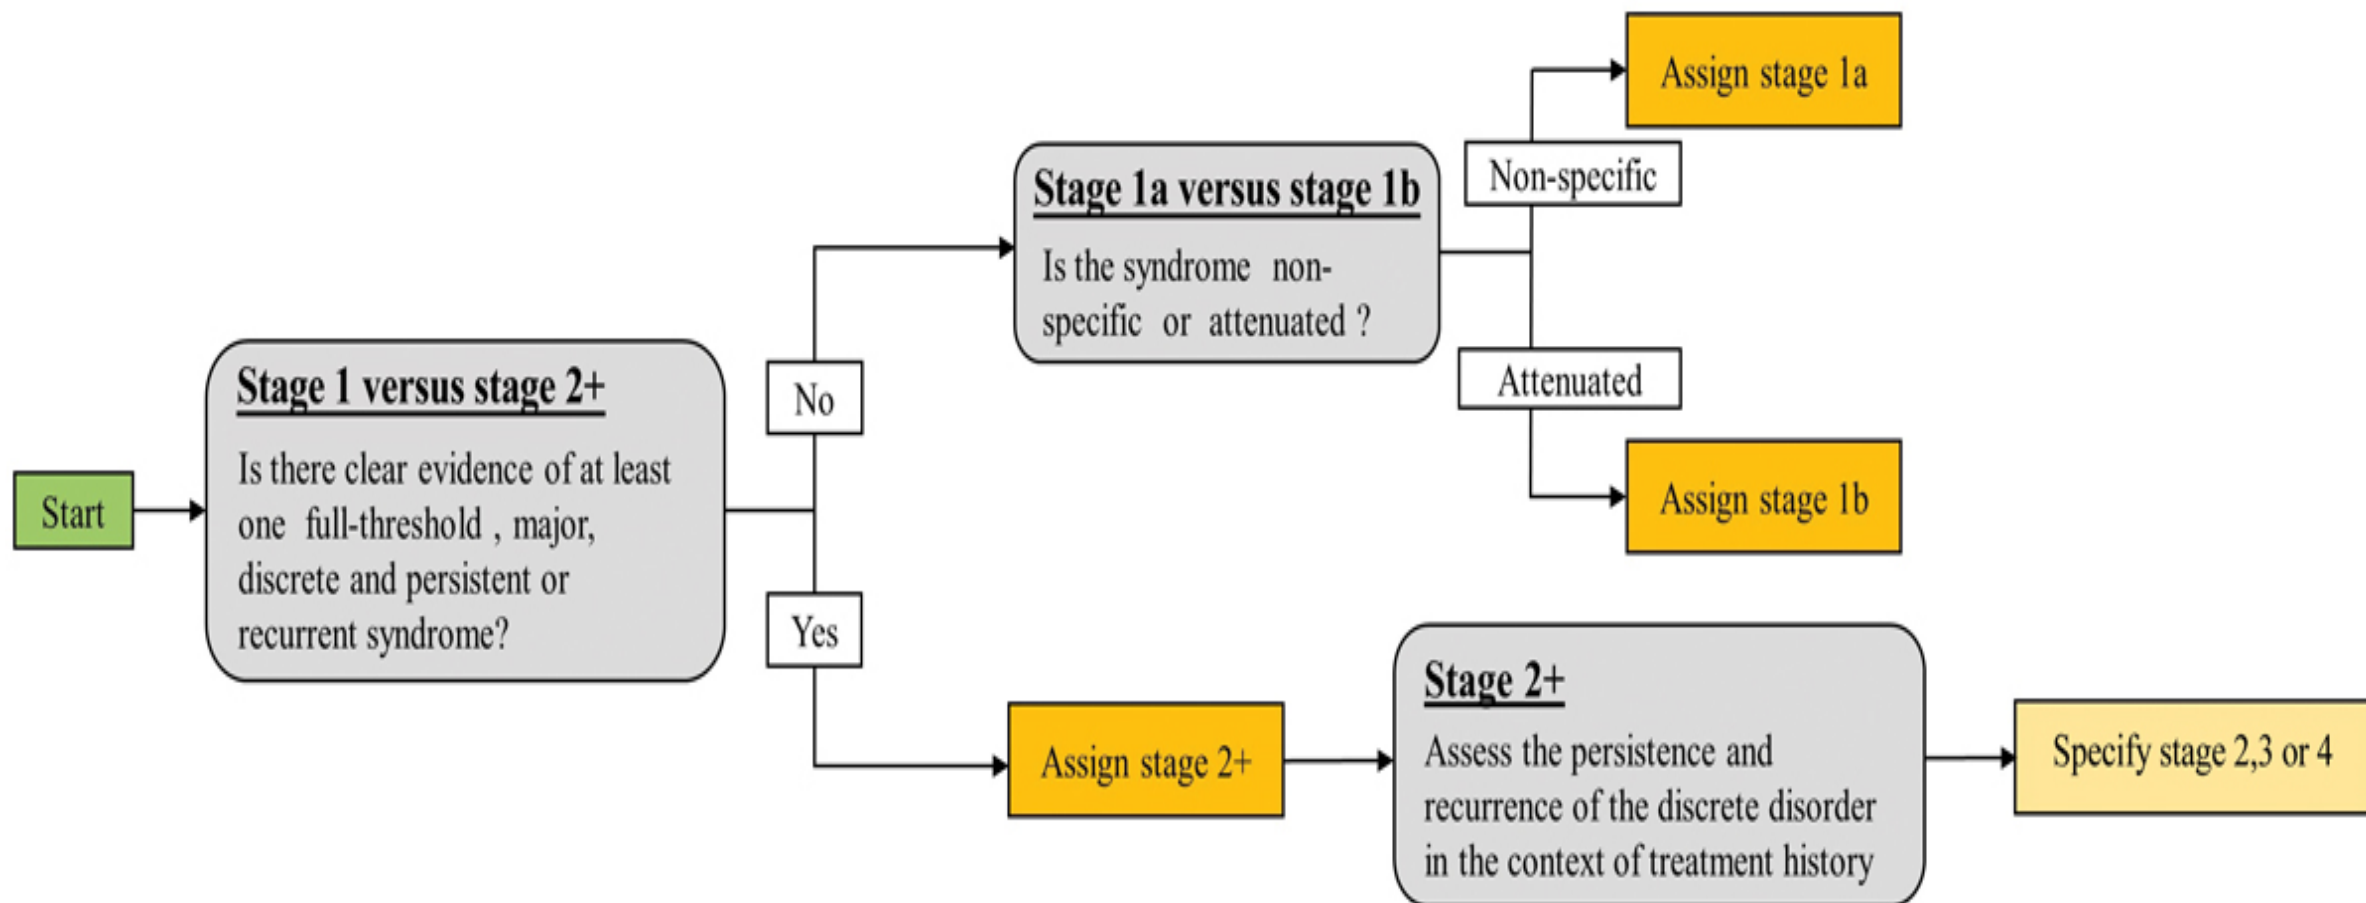 Start
Stage 1 versus stage 2+
Is there clear evidence of at least
one full-threshold , major,
discrete and persistent or
recurrent syndrome?
No
Yes
Stage 1a versus stage 1b
Is the syndrome non-
specific or attenuated ?
Non-specific
Attenuated
Assign stage 1a
Assign stage 1b
Assign stage 2+
Stage 2+
Assess the persistence and
recurrence of the discrete disorder
in the context of treatment history
Specify stage 2,3 or 4